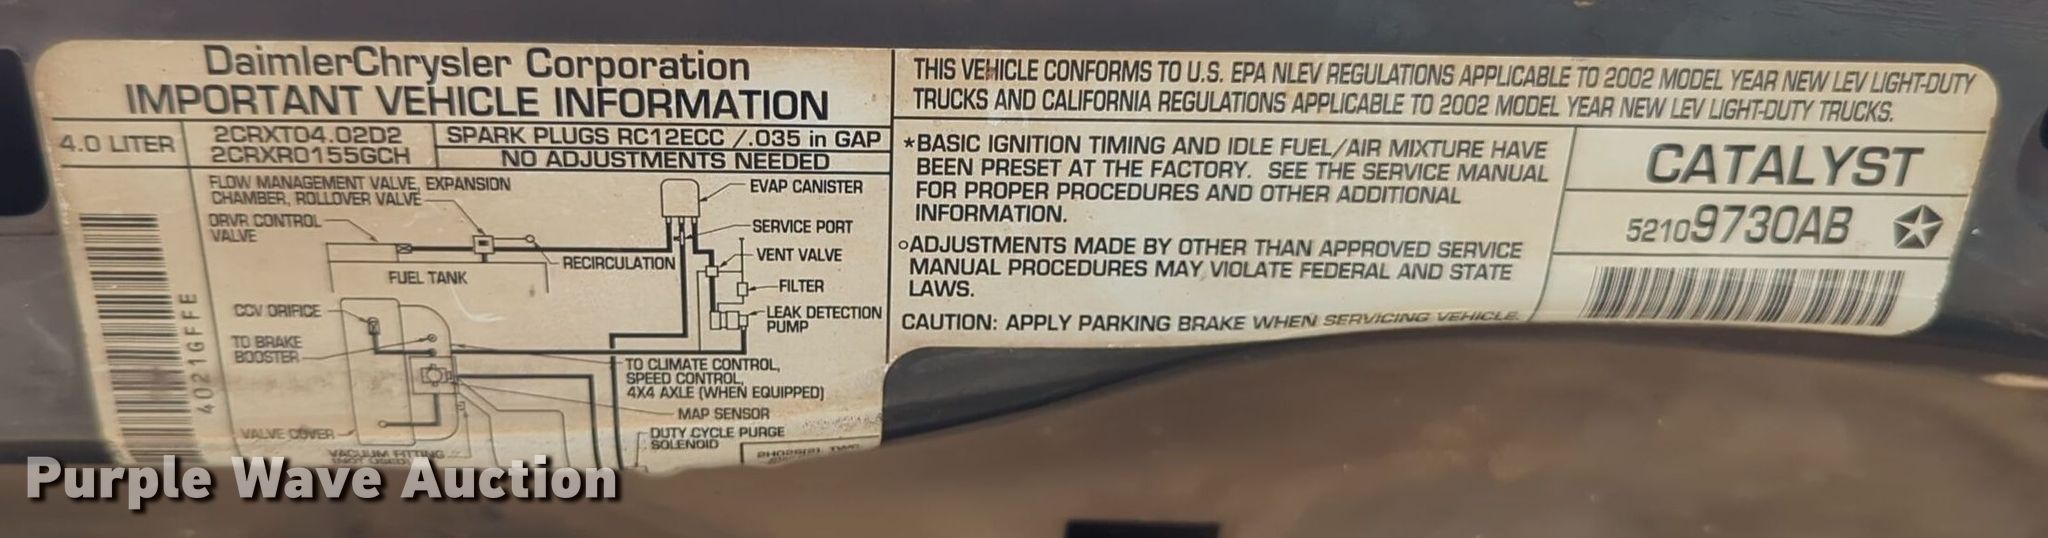 DaimlerChrysler Corporation
IMPORTANT VEHICLE INFORMATION
4.0 LITER
2CRXT04.02D2
2CRXR0155GCH
SPARK PLUGS RC12ECC /.035 in GAP
NO ADJUSTMENTS NEEDED
FLOW MANAGEMENT VALVE, EXPANSION
CHAMBER, ROLLOVER VALVE
ORVR CONTROL
VALVE
FUEL TANK
RECIRCULATION
EVAP CANISTER
SERVICE PORT
VENT VALVE
FILTER
LEAK DETECTION
PUMP
CCV ORIFICE
TO BRAKE
BOOSTER
TO CLIMATE CONTROL,
SPEED CONTROL,
4X4 AXLE (WHEN EQUIPPED)
MAP SENSOR
VALVE COVER
DUTY CYCLE PURGE
SOLENOID
VACUUM FITTING
(NOT USED)
4021GFFE
THIS VEHICLE CONFORMS TO U.S. EPA NLEV REGULATIONS APPLICABLE TO 2002 MODEL YEAR NEW LEV LIGHT-DUTY
TRUCKS AND CALIFORNIA REGULATIONS APPLICABLE TO 2002 MODEL YEAR NEW LEV LIGHT-DUTY TRUCKS.
*BASIC IGNITION TIMING AND IDLE FUEL/AIR MIXTURE HAVE
BEEN PRESET AT THE FACTORY. SEE THE SERVICE MANUAL
FOR PROPER PROCEDURES AND OTHER ADDITIONAL
INFORMATION.
○ADJUSTMENTS MADE BY OTHER THAN APPROVED SERVICE
MANUAL PROCEDURES MAY VIOLATE FEDERAL AND STATE
LAWS.
CAUTION: APPLY PARKING BRAKE WHEN SERVICING VEHICLE.
CATALYST
52109730AB
Purple Wave Auction